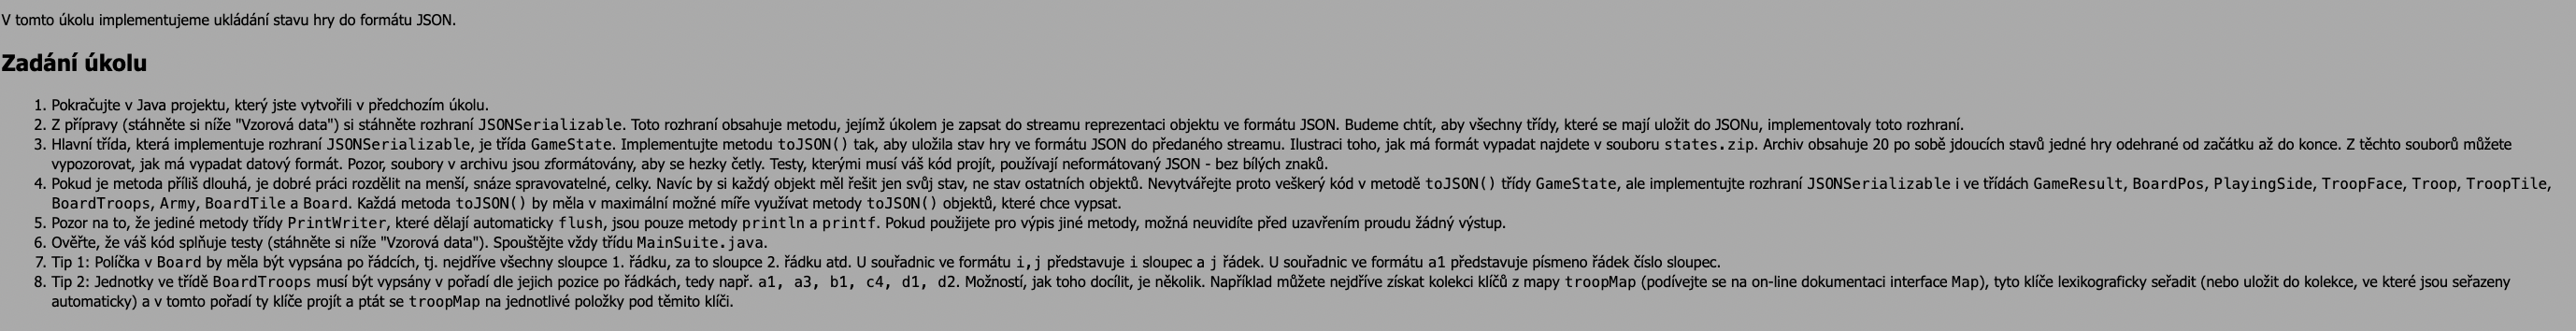 V tomto úkolu implementujeme ukládání stavu hry do formátu JSON.
Zadání úkolu
1. Pokračujte v Java projektu, který jste vytvořili v předchozím úkolu.
2. Z přípravy (stáhněte si níže "Vzorová data") si stáhněte rozhraní JSONSerializable. Toto rozhraní obsahuje metodu, jejímž úkolem je zapsat do streamu reprezentaci objektu ve formátu JSON. Budeme chtít, aby všechny třídy, které se mají uložit do JSONu, implementovaly toto rozhraní.
3. Hlavní třída, která implementuje rozhraní JSONSerializable, je třída GameState. Implementujte metodu toJSON() tak, aby uložila stav hry ve formátu JSON do předaného streamu. Ilustraci toho, jak má formát vypadat najdete v souboru states.zip. Archiv obsahuje 20 po sobě jdoucích stavů jedné hry odehrané od začátku až do konce. Z těchto souborů můžete
vypozorovat, jak má vypadat datový formát. Pozor, soubory v archivu jsou zformátovány, aby se hezky četly. Testy, kterými musí váš kód projít, používají neformátovaný JSON - bez bílých znaků.
4. Pokud je metoda příliš dlouhá, je dobré práci rozdělit na menší, snáze spravovatelné, celky. Navíc by si každý objekt měl řešit jen svůj stav, ne stav ostatních objektů. Nevytvářejte proto veškerý kód v metodě toJSON() třídy GameState, ale implementujte rozhraní JSONSerializable i ve třídách GameResult, BoardPos, PlayingSide, TroopFace, Troop, TroopTile,
BoardTroops, Army, BoardTile a Board. Každá metoda toJSON() by měla v maximální možné míře využívat metody toJSON() objektů, které chce vypsat.
5. Pozor na to, že jediné metody třídy PrintWriter, které dělají automaticky flush, jsou pouze metody println a printf. Pokud použijete pro výpis jiné metody, možná neuvidíte před uzavřením proudu žádný výstup.
6. Ověřte, že váš kód splňuje testy (stáhněte si níže "Vzorová data"). Spouštějte vždy třídu MainSuite.java.
7. Tip 1: Políčka v Board by měla být vypsána po řádcích, tj. nejdříve všechny sloupce 1. řádku, za to sloupce 2. řádku atd. U souřadnic ve formátu i,j představuje i sloupec a j řádek. U souřadnic ve formátu a1 představuje písmeno řádek číslo sloupec.
8. Tip 2: Jednotky ve třídě BoardTroops musí být vypsány v pořadí dle jejich pozice po řádkách, tedy např. a1, a3, b1, c4, d1, d2. Možností, jak toho docílit, je několik. Například můžete nejdříve získat kolekci klíčů z mapy troopMap (podívejte se na on-line dokumentaci interface Map), tyto klíče lexikograficky seřadit (nebo uložit do kolekce, ve které jsou seřazeny
automaticky) a v tomto pořadí ty klíče projít a ptát se troopMap na jednotlivé položky pod těmito klíči.